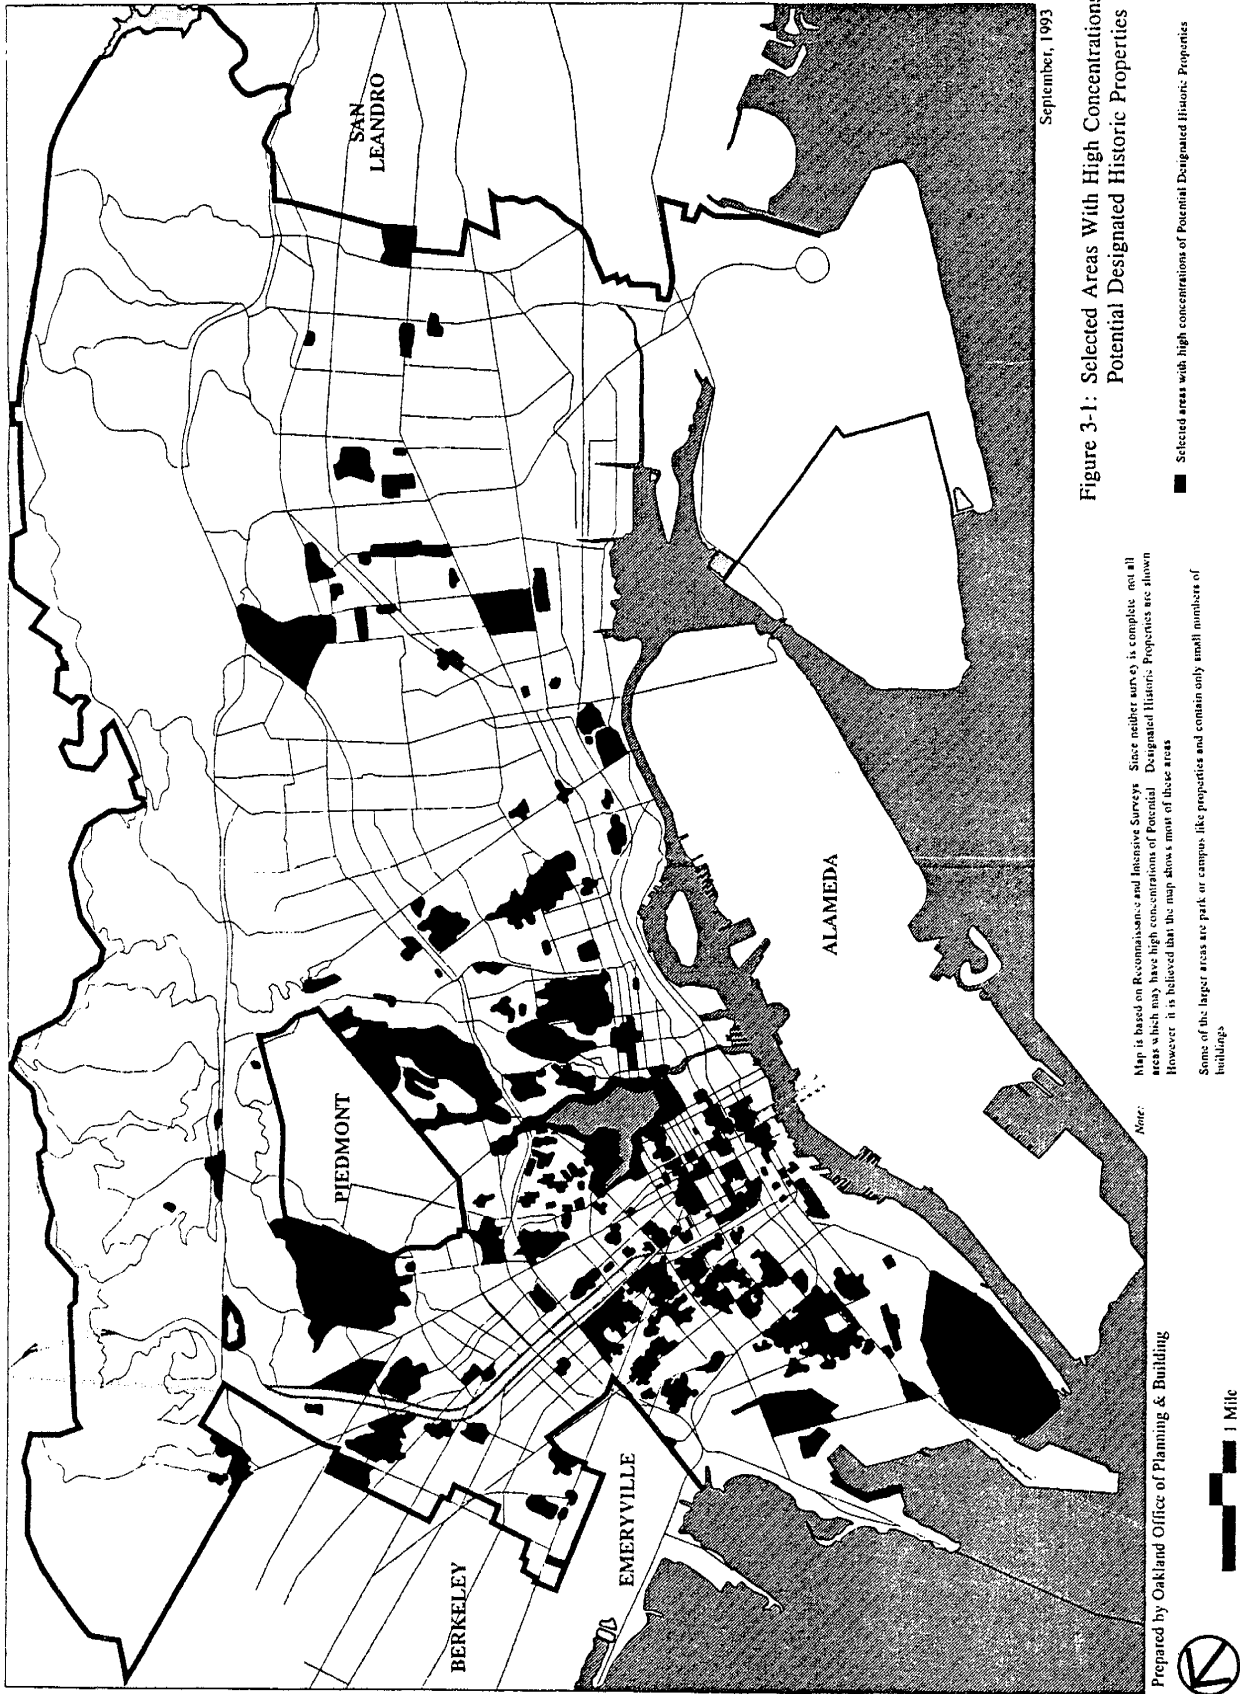 SAN
LEANDRO
PIEDMONT
BERKELEY
EMERYVILLE
ALAMEDA
September, 1993
Figure 3-1: Selected Areas With High Concentrations
Potential Designated Historic Properties
■ Selected areas with high concentrations of Potential Designated Historic Properties
Note: Map is based on Reconnaissance and Intensive Surveys Since neither survey is complete not all
areas which may have high concentrations of Potential Designated Historic Properties are shown
However it is believed that the map shows most of these areas
Some of the larger areas are park or campus like properties and contain only small numbers of
buildings
Prepared by Oakland Office of Planning & Building
1 Mile